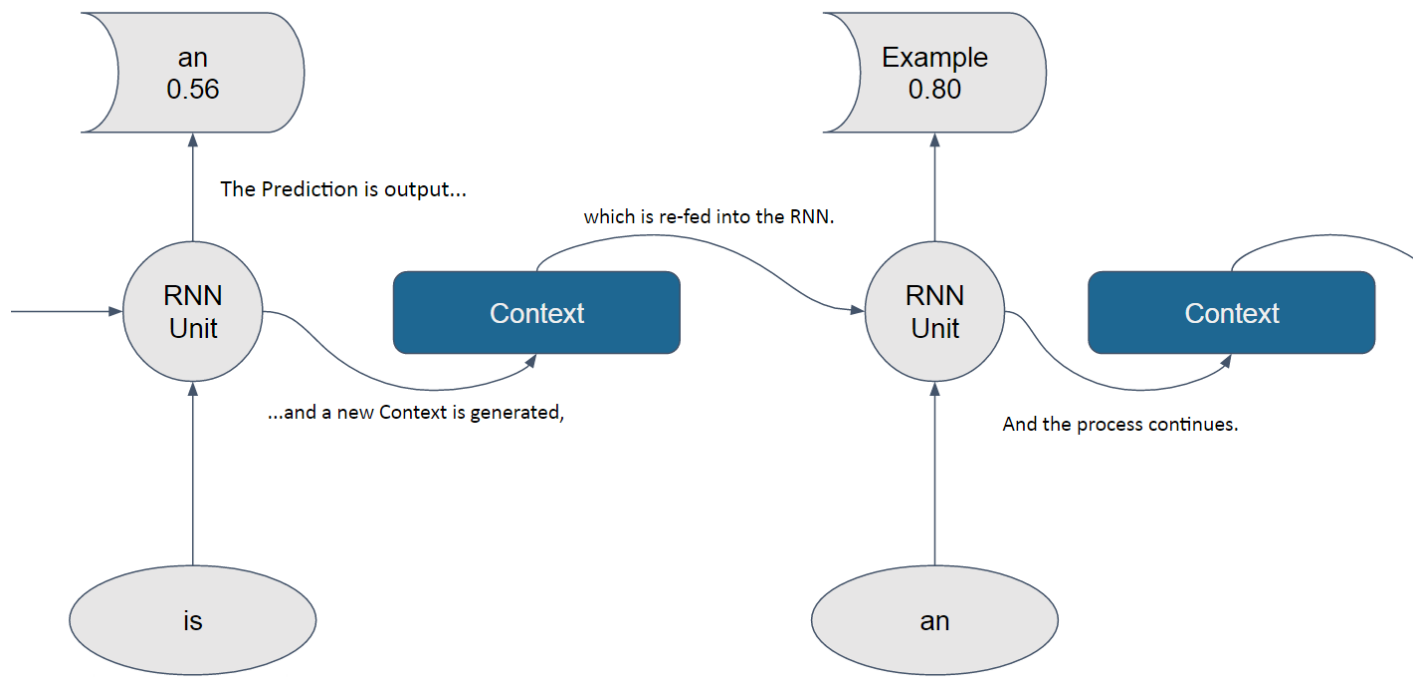 an
0.56
Example
0.80
The Prediction is output...
which is re-fed into the RNN.
RNN
Unit
Context
RNN
Unit
Context
...and a new Context is generated,
And the process continues.
is
an